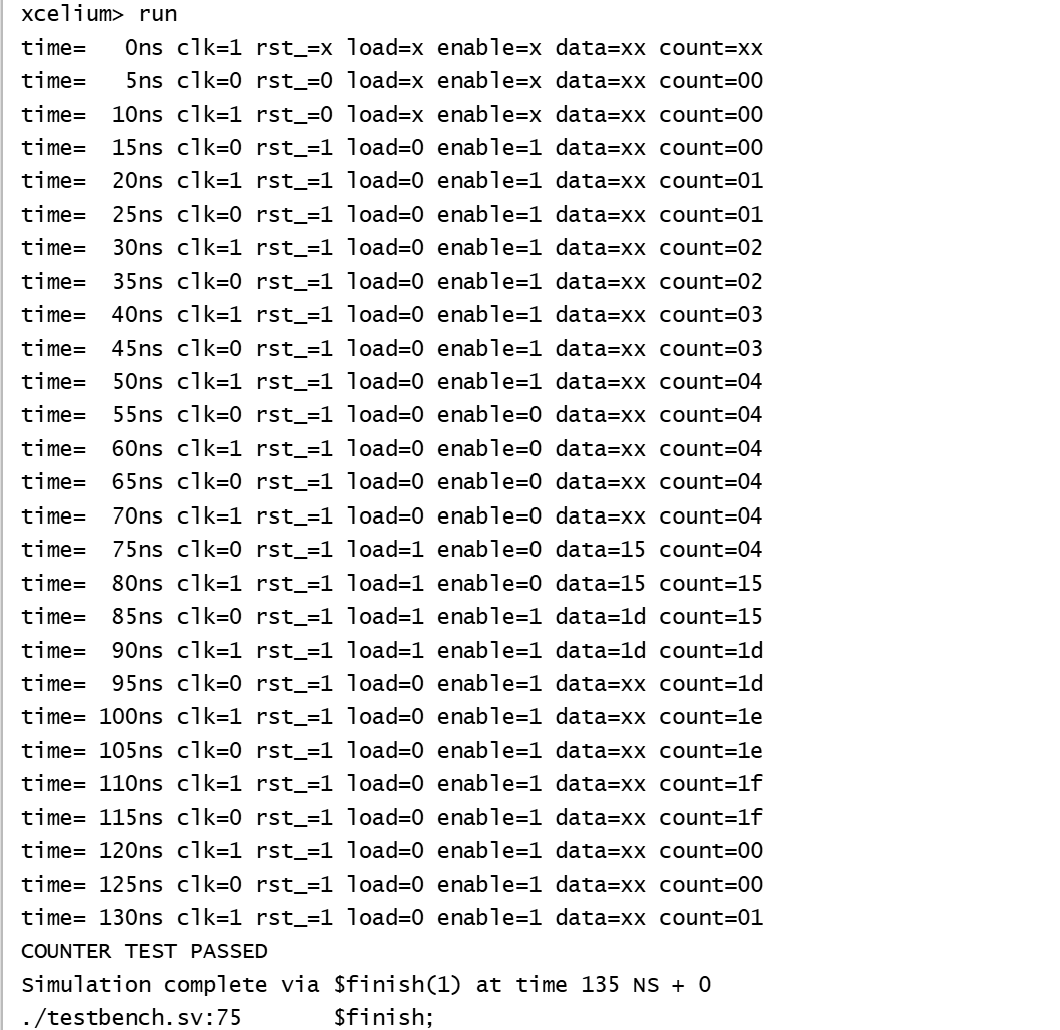 xcelium> run
time=   0ns clk=1 rst_=x load=x enable=x data=xx count=xx
time=   5ns clk=0 rst_=0 load=x enable=x data=xx count=00
time=  10ns clk=1 rst_=0 load=x enable=x data=xx count=00
time=  15ns clk=0 rst_=1 load=0 enable=1 data=xx count=00
time=  20ns clk=1 rst_=1 load=0 enable=1 data=xx count=01
time=  25ns clk=0 rst_=1 load=0 enable=1 data=xx count=01
time=  30ns clk=1 rst_=1 load=0 enable=1 data=xx count=02
time=  35ns clk=0 rst_=1 load=0 enable=1 data=xx count=02
time=  40ns clk=1 rst_=1 load=0 enable=1 data=xx count=03
time=  45ns clk=0 rst_=1 load=0 enable=1 data=xx count=03
time=  50ns clk=1 rst_=1 load=0 enable=1 data=xx count=04
time=  55ns clk=0 rst_=1 load=0 enable=0 data=xx count=04
time=  60ns clk=1 rst_=1 load=0 enable=0 data=xx count=04
time=  65ns clk=0 rst_=1 load=0 enable=0 data=xx count=04
time=  70ns clk=1 rst_=1 load=0 enable=0 data=xx count=04
time=  75ns clk=0 rst_=1 load=1 enable=0 data=15 count=04
time=  80ns clk=1 rst_=1 load=1 enable=0 data=15 count=15
time=  85ns clk=0 rst_=1 load=1 enable=1 data=1d count=15
time=  90ns clk=1 rst_=1 load=1 enable=1 data=1d count=1d
time=  95ns clk=0 rst_=1 load=0 enable=1 data=xx count=1d
time= 100ns clk=1 rst_=1 load=0 enable=1 data=xx count=1e
time= 105ns clk=0 rst_=1 load=0 enable=1 data=xx count=1e
time= 110ns clk=1 rst_=1 load=0 enable=1 data=xx count=1f
time= 115ns clk=0 rst_=1 load=0 enable=1 data=xx count=1f
time= 120ns clk=1 rst_=1 load=0 enable=1 data=xx count=00
time= 125ns clk=0 rst_=1 load=0 enable=1 data=xx count=00
time= 130ns clk=1 rst_=1 load=0 enable=1 data=xx count=01
COUNTER TEST PASSED
Simulation complete via $finish(1) at time 135 NS + 0
./testbench.sv:75       $finish;